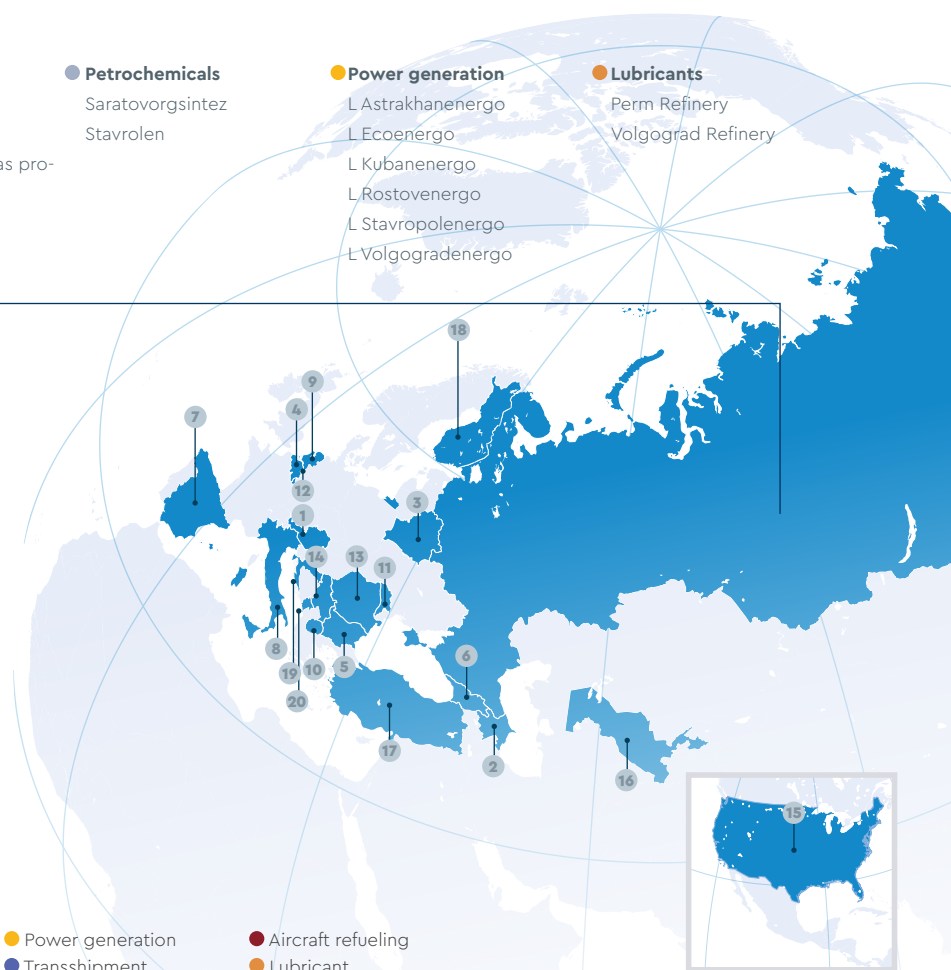 Petrochemicals
Saratovorgsintez
Stavrolen
as pro-
Power generation
L Astrakhanenergo
L Ecoenergo
L Kubanenergo
L Rostovenergo
L Stavropolenergo
L Volgogradenergo
Lubricants
Perm Refinery
Volgograd Refinery
18
9
4
7
12
3
1
14
13
11
8
6
19
10
5
20
17
2
16
15
Power generation
Transshipment
Aircraft refueling
Lubricant